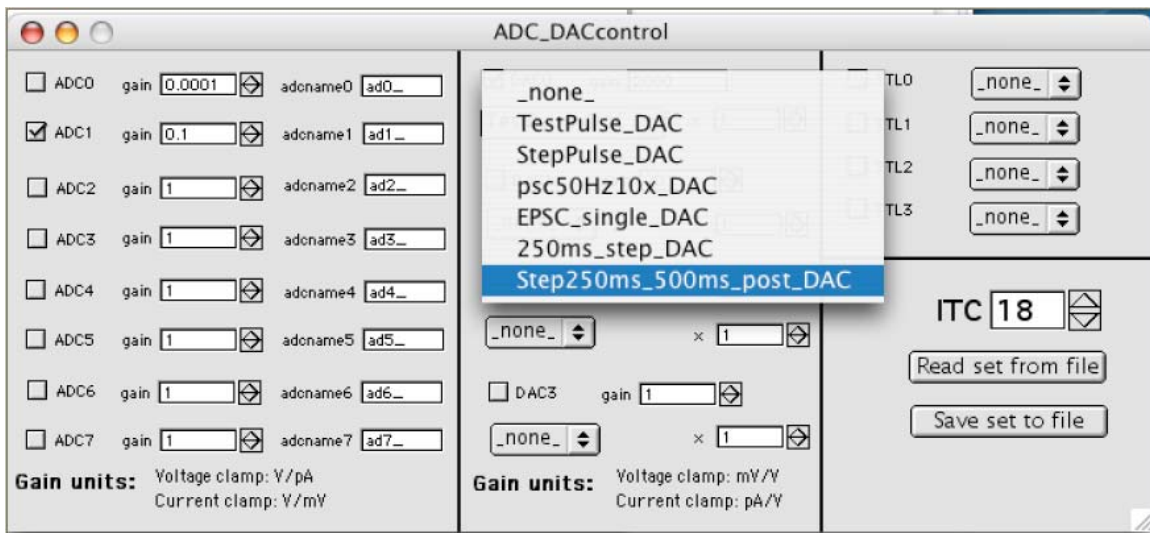 ADC_DACcontrol
ADC0 gain 0.0001 adcname0 ad0_
ADC1 gain 0.1 adcname1 ad1_
ADC2 gain 1 adcname2 ad2_
ADC3 gain 1 adcname3 ad3_
ADC4 gain 1 adcname4 ad4_
ADC5 gain 1 adcname5 ad5_
ADC6 gain 1 adcname6 ad6_
ADC7 gain 1 adcname7 ad7_
Gain units: Voltage clamp: V/pA
Current clamp: V/mV
_none_
TestPulse_DAC
StepPulse_DAC
psc50Hz10x_DAC
EPSC_single_DAC
250ms_step_DAC
Step250ms_500ms_post_DAC
_none_ x 1
DAC3 gain 1
_none_ x 1
Gain units: Voltage clamp: mV/V
Current clamp: pA/V
TL0 _none_
TL1 _none_
TL2 _none_
TL3 _none_
ITC 18
Read set from file
Save set to file